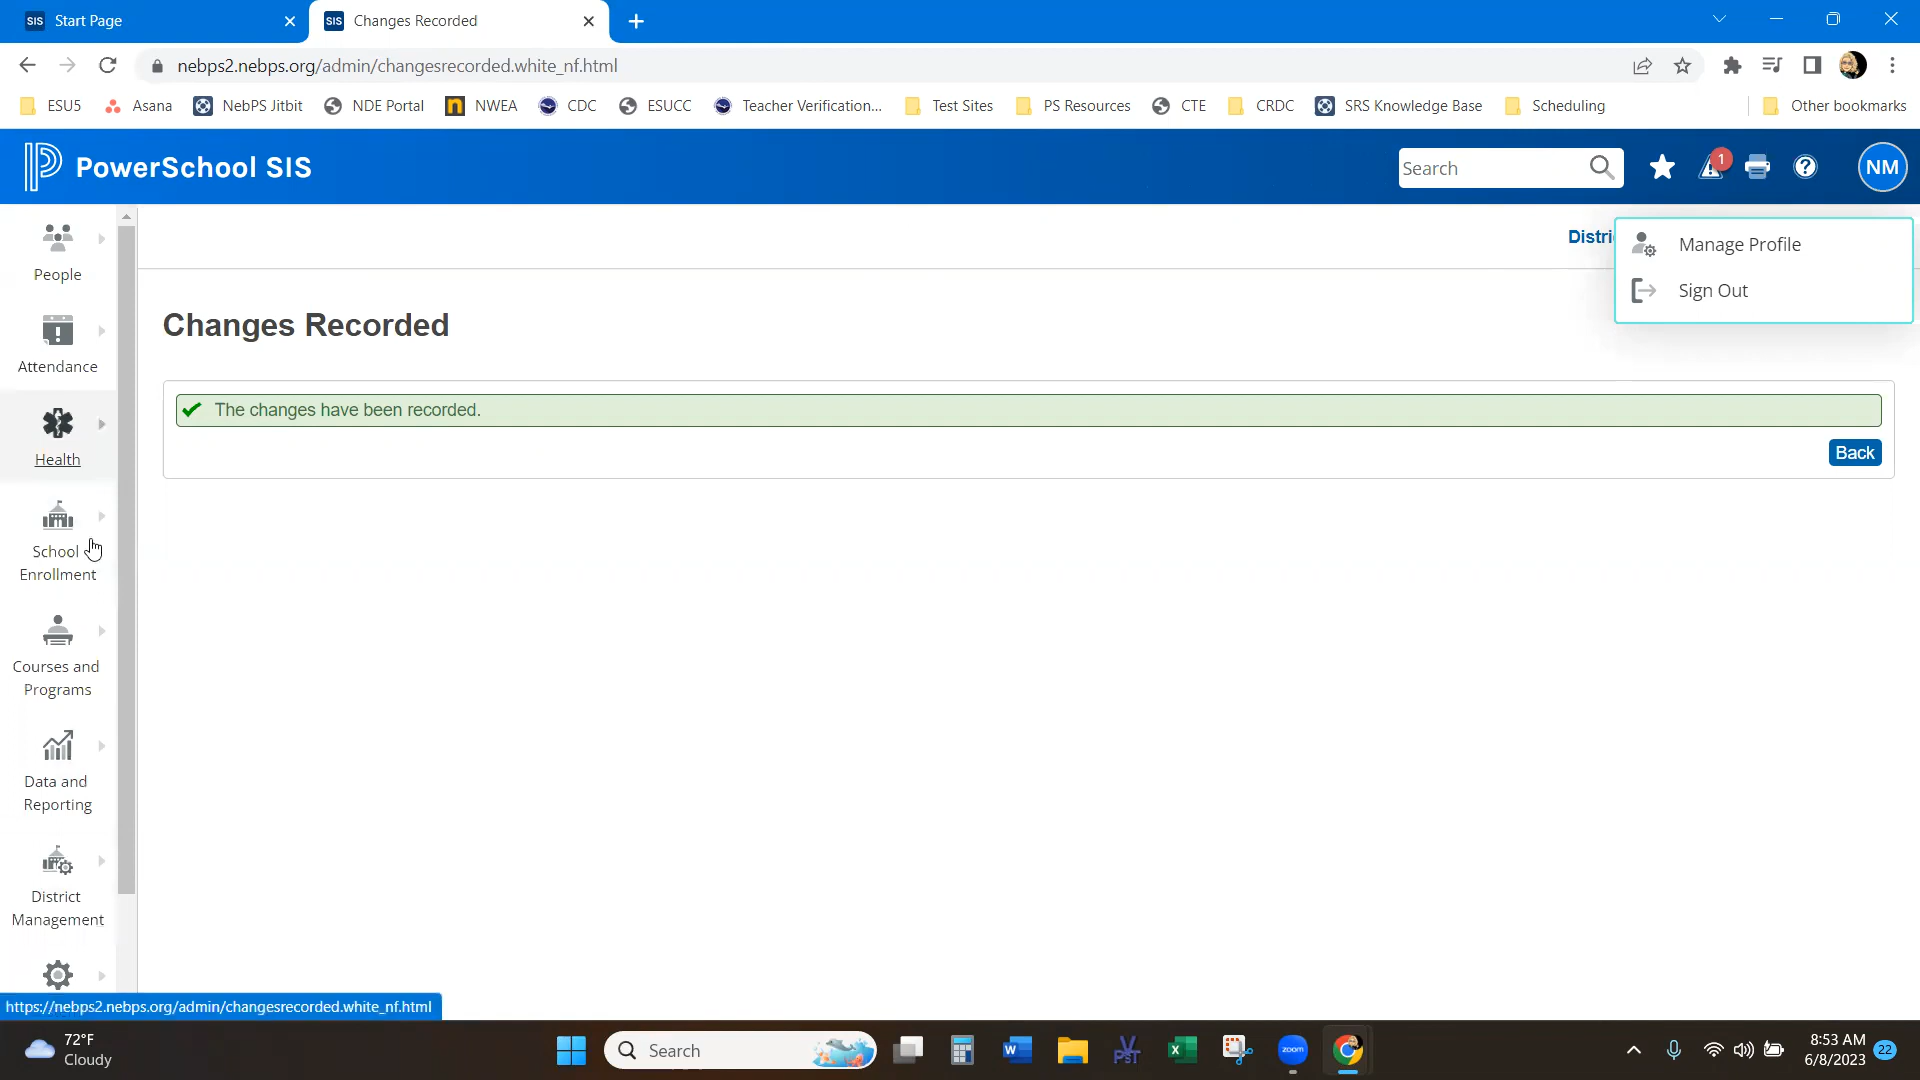 SIS Start Page
SIS Changes Recorded
nebps2.nebps.org/admin/changesrecorded.white_nf.html
ESU5 Asana NebPS Jitbit NDE Portal NWEA CDC ESUCC Teacher Verification... Test Sites PS Resources CTE CRDC SRS Knowledge Base Scheduling Other bookmarks
PowerSchool SIS
Search
1
NM
Distri
Manage Profile
Sign Out
People
Attendance
Health
School
Enrollment
Courses and
Programs
Data and
Reporting
District
Management
Changes Recorded
The changes have been recorded.
Back
https://nebps2.nebps.org/admin/changesrecorded.white_nf.html
72°F
Cloudy
Search
zoom
8:53 AM
6/8/2023
22